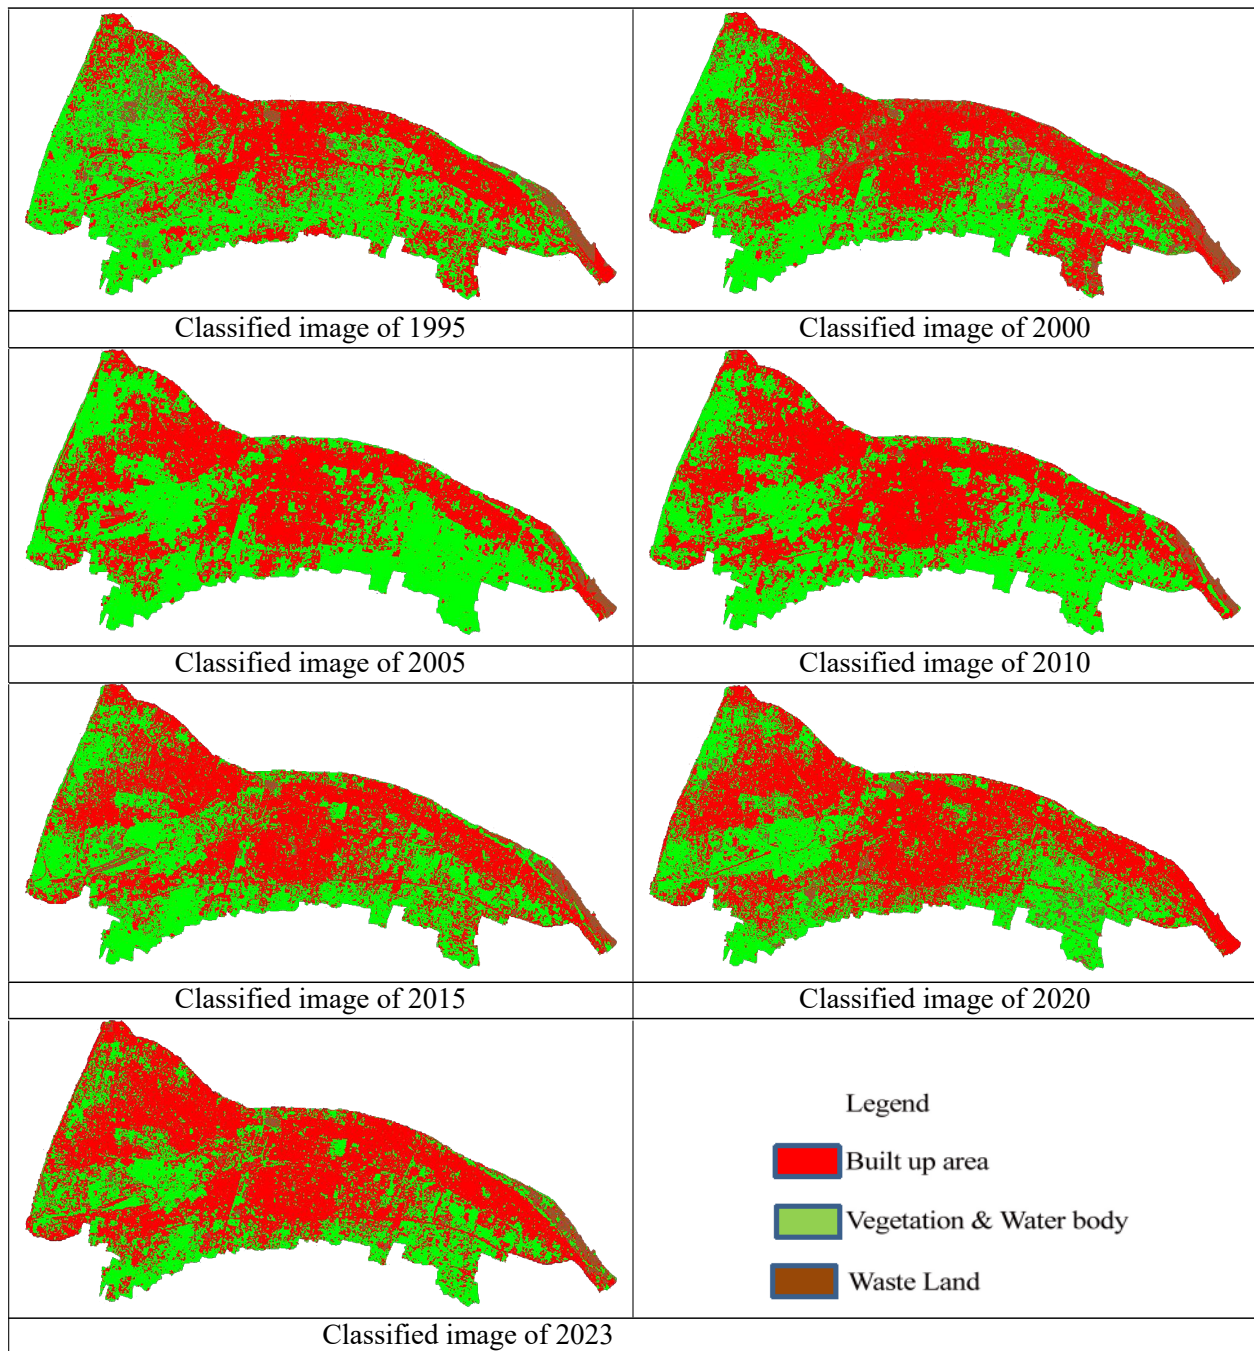 Classified image of 1995
Classified image of 2000
Classified image of 2005
Classified image of 2010
Classified image of 2015
Classified image of 2020
Legend
Built up area
Vegetation & Water body
Waste Land
Classified image of 2023